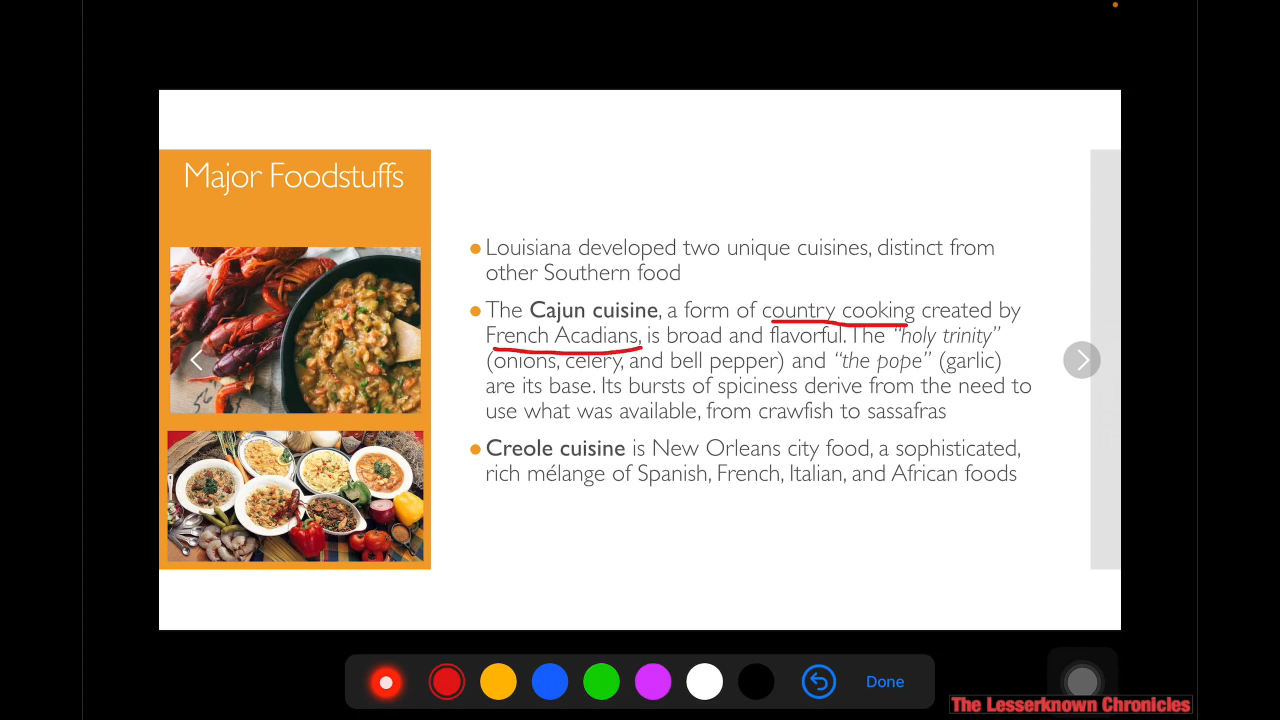 Major Foodstuffs
Louisiana developed two unique cuisines, distinct from
other Southern food
The Cajun cuisine, a form of country cooking created by
French Acadians, is broad and flavorful. The “holy trinity”
(onions, celery, and bell pepper) and “the pope” (garlic)
are its base. Its bursts of spiciness derive from the need to
use what was available, from crawfish to sassafras
Creole cuisine is New Orleans city food, a sophisticated,
rich mélange of Spanish, French, Italian, and African foods
Done
The Lesserknown Chronicles